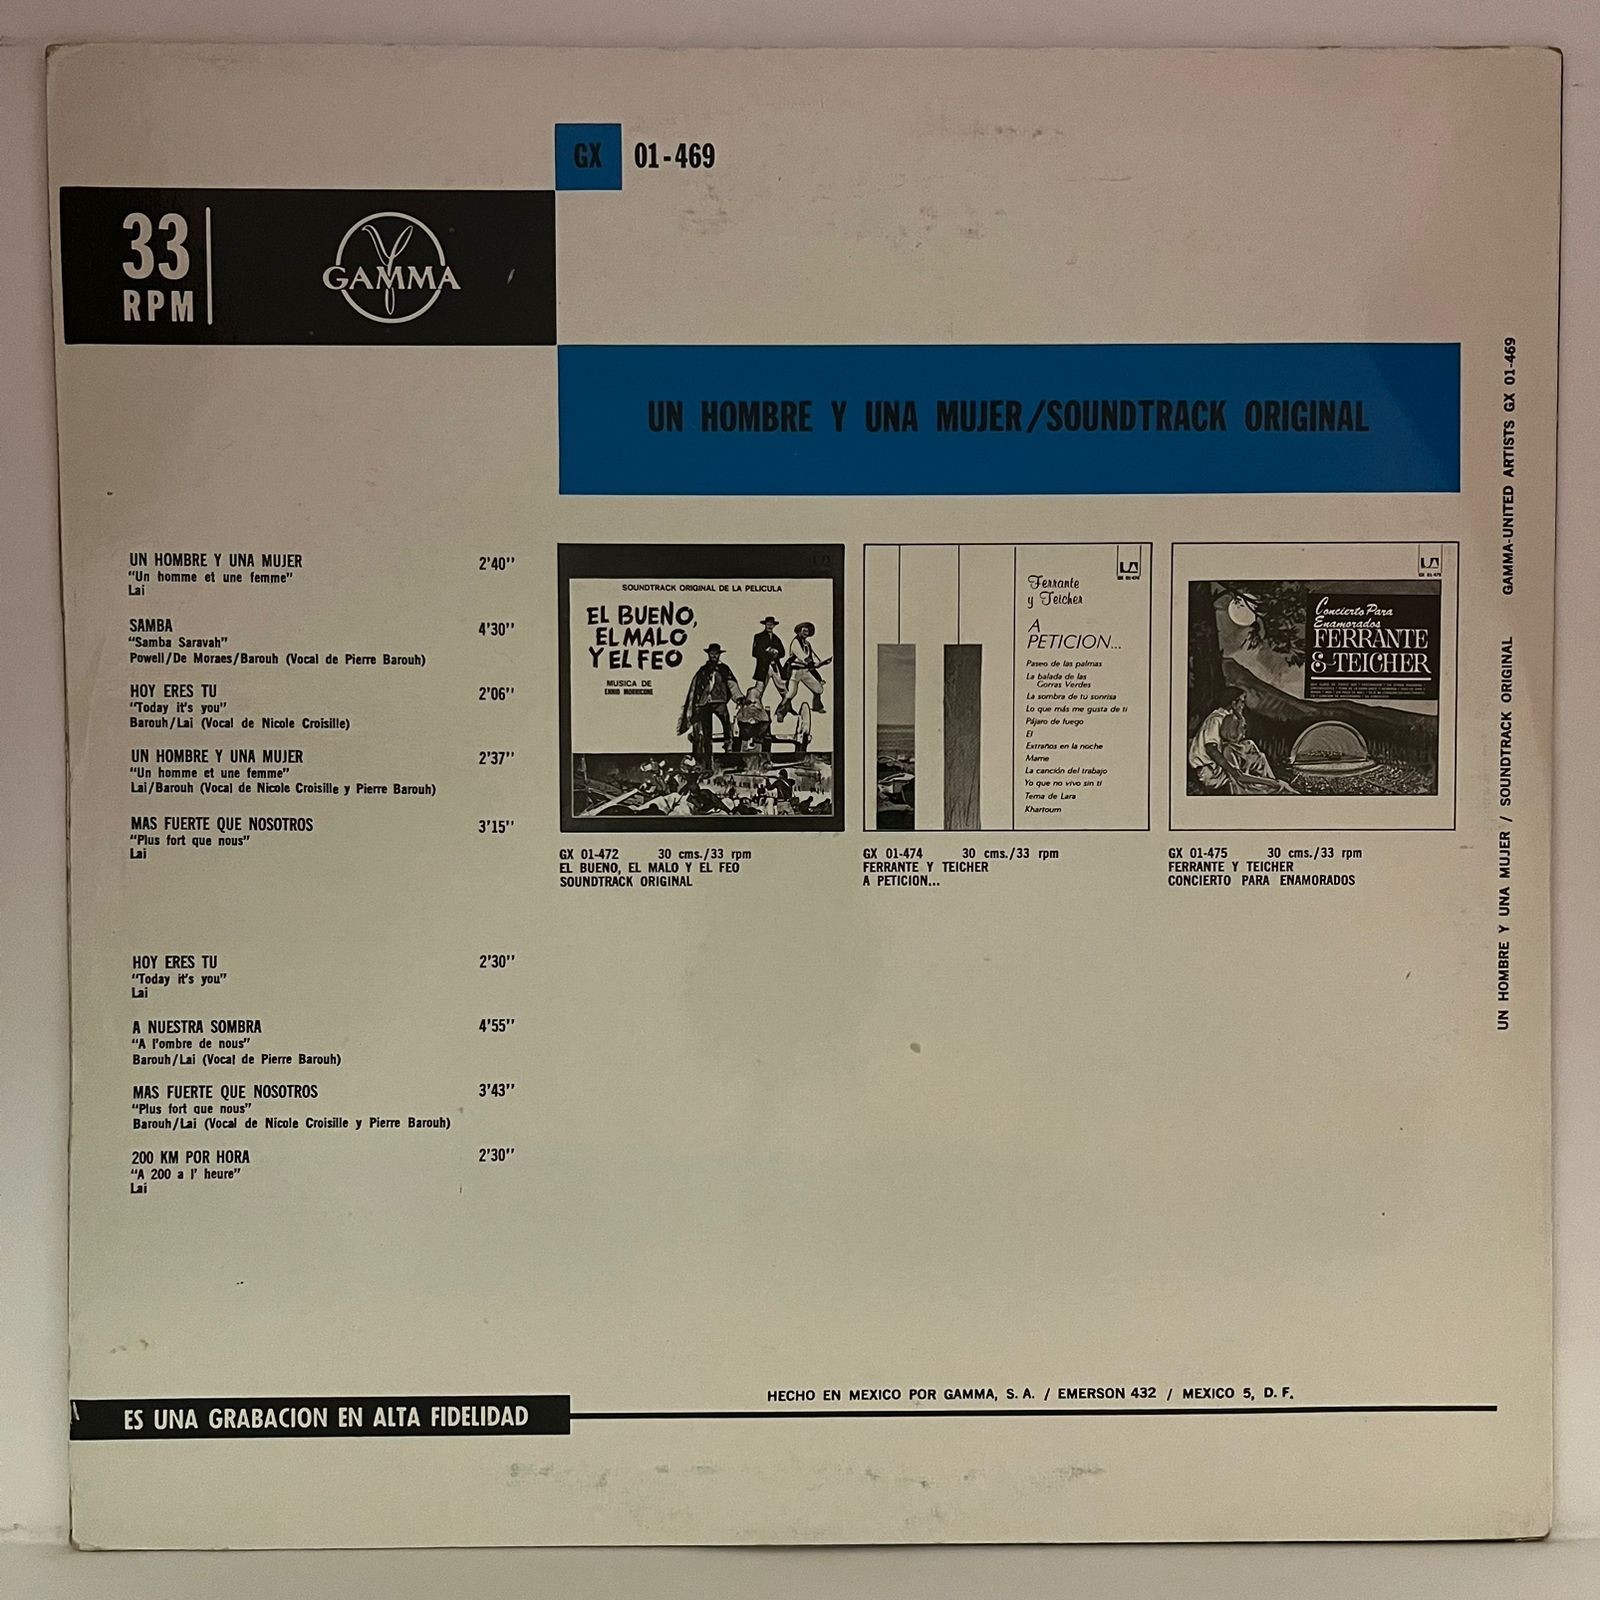 GX 01-469
33
RPM
GAMMA
UN HOMBRE Y UNA MUJER/SOUNDTRACK ORIGINAL
UN HOMBRE Y UNA MUJER 2'40''
"Un homme et une femme"
Lai
SAMBA 4'30''
"Samba Saravah"
Powell/De Moraes/Barouh (Vocal de Pierre Barouh)
HOY ERES TU 2'06''
"Today it's you"
Barouh/Lai (Vocal de Nicole Croisille)
UN HOMBRE Y UNA MUJER 2'37''
"Un homme et une femme"
Lai/Barouh (Vocal de Nicole Croisille y Pierre Barouh)
MAS FUERTE QUE NOSOTROS 3'15''
"Plus fort que nous"
Lai
HOY ERES TU 2'30''
"Today it's you"
Lai
A NUESTRA SOMBRA 4'55''
"A l'ombre de nous"
Barouh/Lai (Vocal de Pierre Barouh)
MAS FUERTE QUE NOSOTROS 3'43''
"Plus fort que nous"
Barouh/Lai (Vocal de Nicole Croisille y Pierre Barouh)
200 KM POR HORA 2'30''
"A 200 a l' heure"
Lai
SOUNDTRACK ORIGINAL DE LA PELICULA
EL BUENO,
EL MALO
Y EL FEO
MUSICA DE
ENNIO MORRICONE
GX 01-472 30 cms./33 rpm
EL BUENO, EL MALO Y EL FEO
SOUNDTRACK ORIGINAL
UA
Ferrante
y Teicher
A
PETICION...
Paseo de las palmas
La balada de las
Gorras Verdes
La sombra de tu sonrisa
Lo que más me gusta de ti
Pájaro de fuego
El
Extraños en la noche
Mame
La canción del trabajo
Yo que no vivo sin ti
Tema de Lara
Khartoum
GX 01-474 30 cms./33 rpm
FERRANTE Y TEICHER
A PETICION...
UA
Concierto Para
Enamorados
FERRANTE
& TEICHER
GX 01-475 30 cms./33 rpm
FERRANTE Y TEICHER
CONCIERTO PARA ENAMORADOS
UN HOMBRE Y UNA MUJER / SOUNDTRACK ORIGINAL GAMMA-UNITED ARTISTS GX 01-469
HECHO EN MEXICO POR GAMMA, S. A. / EMERSON 432 / MEXICO 5, D. F.
ES UNA GRABACION EN ALTA FIDELIDAD